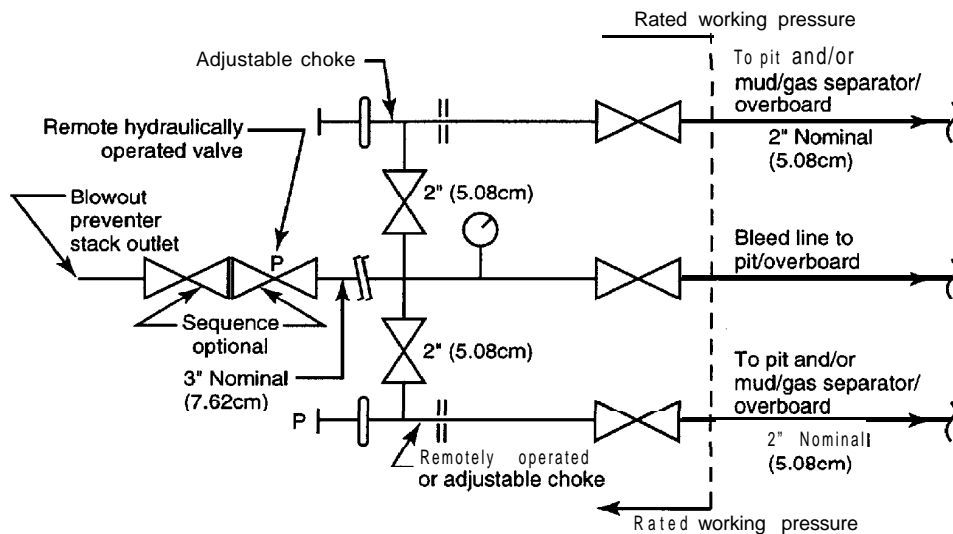 Rated working pressure
Adjustable choke
To pit and/or
mud/gas separator/
overboard
2" Nominal
(5.08cm)
Remote hydraulically
operated valve
2" (5.08cm)
Blowout
preventer
stack outlet
P
Bleed line to
pit/overboard
Sequence
optional
2" (5.08cm)
3" Nominal
(7.62cm)
To pit and/or
mud/gas separator/
overboard
P
2" Nominall
(5.08cm)
Remotely operated
or adjustable choke
Rated working pressure